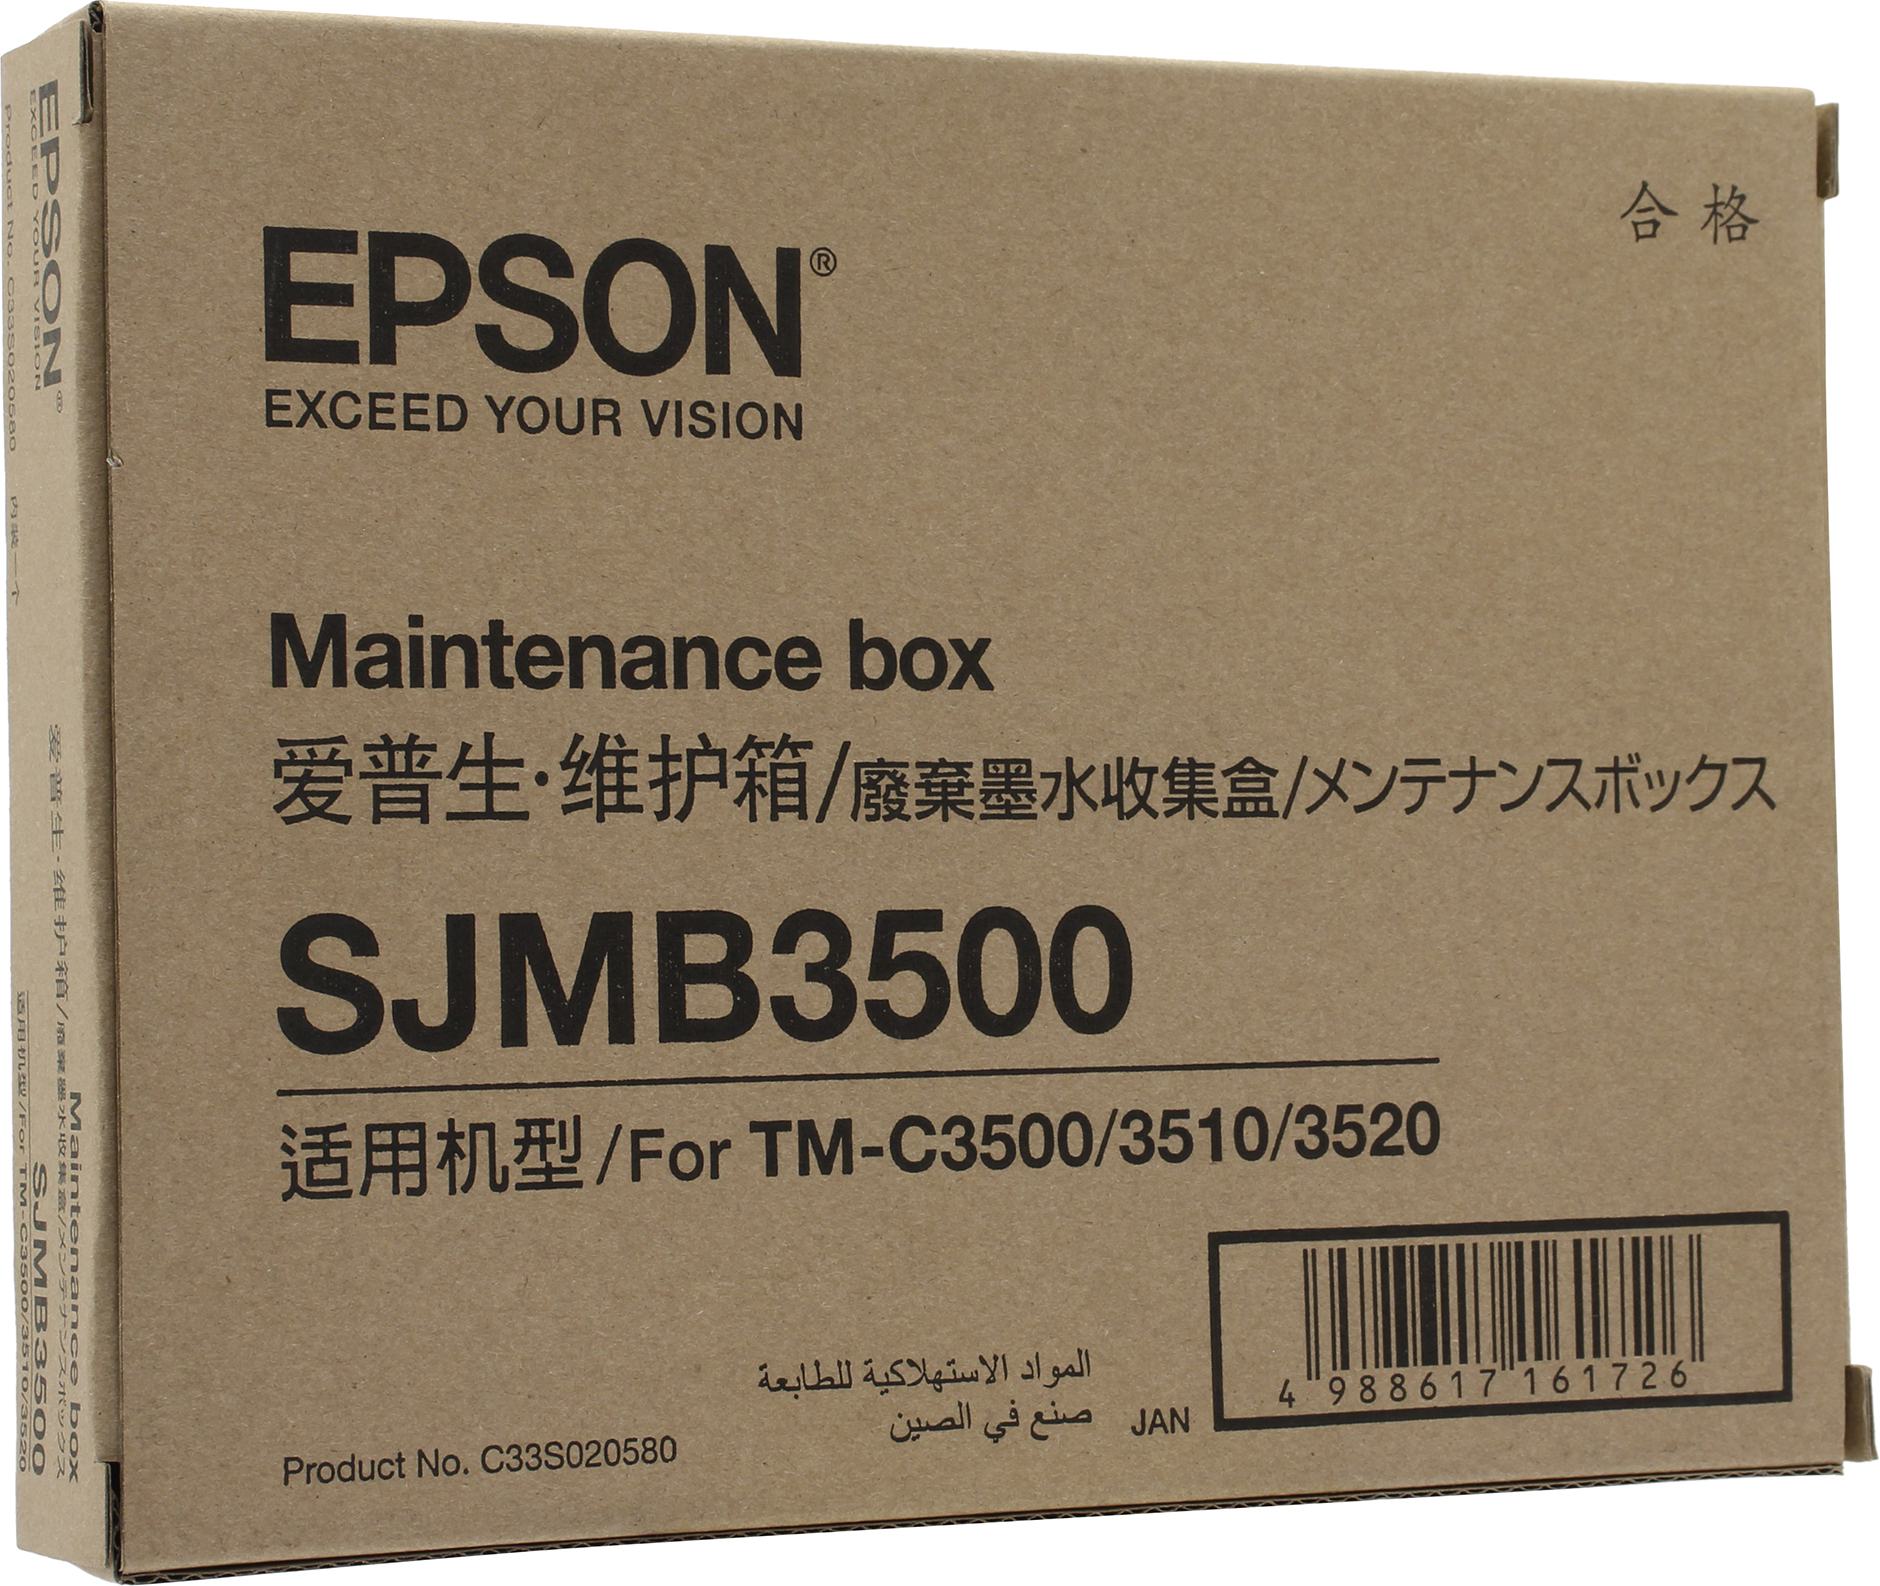 合格
EPSON®
EXCEED YOUR VISION
Maintenance box
爱普生·维护箱/廢棄墨水收集盒/メンテナンスボックス
SJMB3500
适用机型/For TM-C3500/3510/3520
المواد الاستهلاكية للطابعة
صنع في الصين
JAN
4 988617 161726
Product No. C33S020580
EPSON®
EXCEED YOUR VISION
Product No. C33S020580 内装一个
Maintenance box
爱普生·维护箱/廢棄墨水收集盒/メンテナンスボックス
SJMB3500
适用机型/For TM-C3500/3510/3520